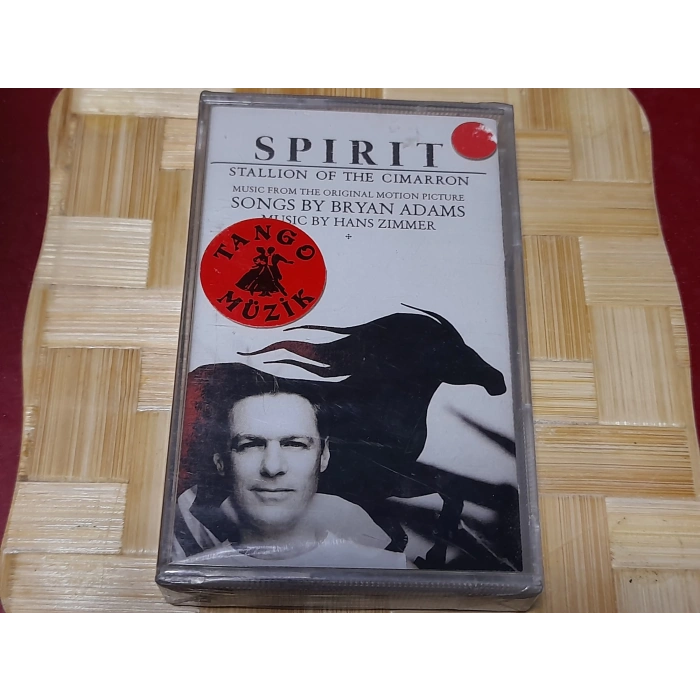 SPIRIT
STALLION OF THE CIMARRON
MUSIC FROM THE ORIGINAL MOTION PICTURE
SONGS BY BRYAN ADAMS
MUSIC BY HANS ZIMMER
TANGO
MÜZİK